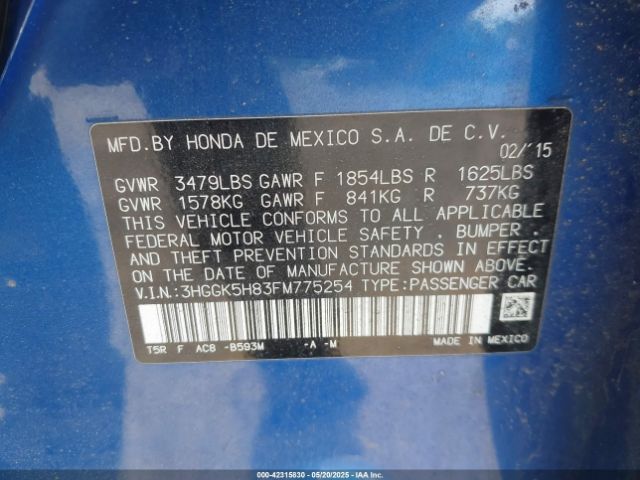 MFD.BY HONDA DE MEXICO S.A. DE C.V.
02/'15
GVWR 3479LBS GAWR F 1854LBS R 1625LBS
GVWR 1578KG GAWR F 841KG R 737KG
THIS VEHICLE CONFORMS TO ALL APPLICABLE
FEDERAL MOTOR VEHICLE SAFETY . BUMPER .
AND THEFT PREVENTION STANDARDS IN EFFECT
ON THE DATE OF MANUFACTURE SHOWN ABOVE.
V.I.N.:3HGGK5H83FM775254 TYPE:PASSENGER CAR
T5R F AC8 -B593M -A -M MADE IN MEXICO
000-42315830 - 05/20/2025 - IAAI.COM